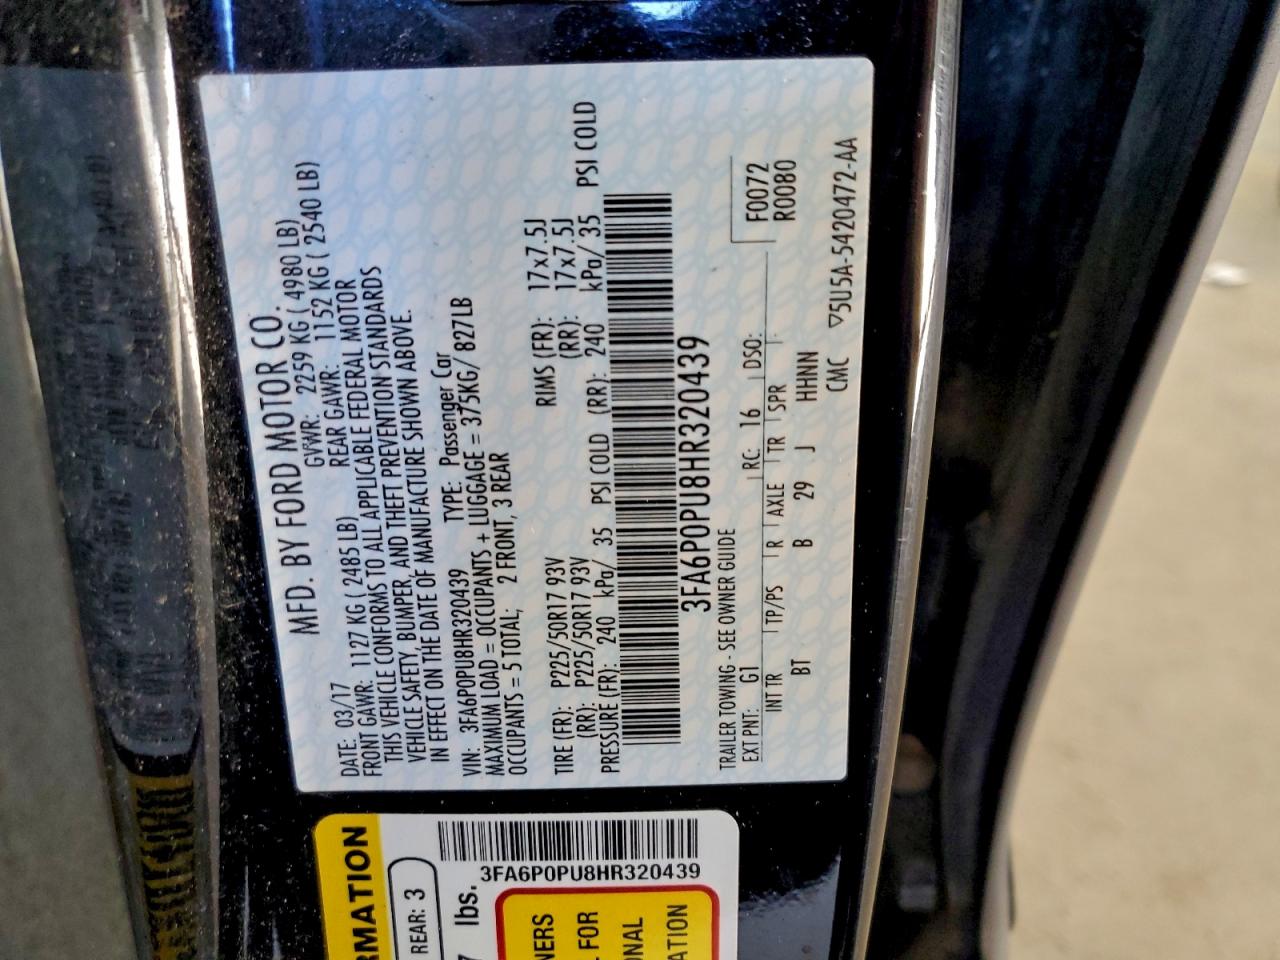 MFD. BY FORD MOTOR CO.
DATE: 03/17 GVWR: 2259 KG ( 4980 LB)
FRONT GAWR: 1127 KG ( 2485 LB) REAR GAWR: 1152 KG ( 2540 LB)
THIS VEHICLE CONFORMS TO ALL APPLICABLE FEDERAL MOTOR
VEHICLE SAFETY, BUMPER, AND THEFT PREVENTION STANDARDS
IN EFFECT ON THE DATE OF MANUFACTURE SHOWN ABOVE.
VIN: 3FA6P0PU8HR320439 TYPE: Passenger Car
MAXIMUM LOAD = OCCUPANTS + LUGGAGE = 375KG/ 827LB
OCCUPANTS = 5 TOTAL; 2 FRONT, 3 REAR
TIRE (FR): P225/50R17 93V RIMS (FR): 17x7.5J
(RR): P225/50R17 93V (RR): 17x7.5J
PRESSURE (FR): 240 kPa/ 35 PSI COLD (RR): 240 kPa/ 35 PSI COLD
3FA6P0PU8HR320439
TRAILER TOWING - SEE OWNER GUIDE F0072
EXT PNT: G1 RC: 16 DSO: R0080
INT TR TP/PS R AXLE TR SPR
BT B 29 J HHNN
CMC ▽5U5A-5420472-AA
RMATION
REAR: 3
lbs.
3FA6P0PU8HR320439
NERS
FOR
ONAL
ATION